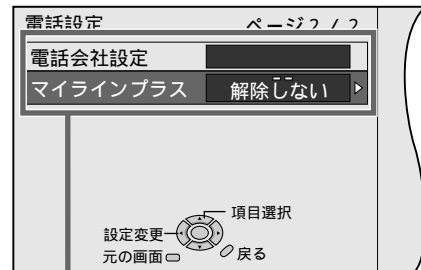 電話設定 ページ2/2
電話会社設定
マイラインプラス 解除しない
項目選択
設定変更
元の画面 戻る